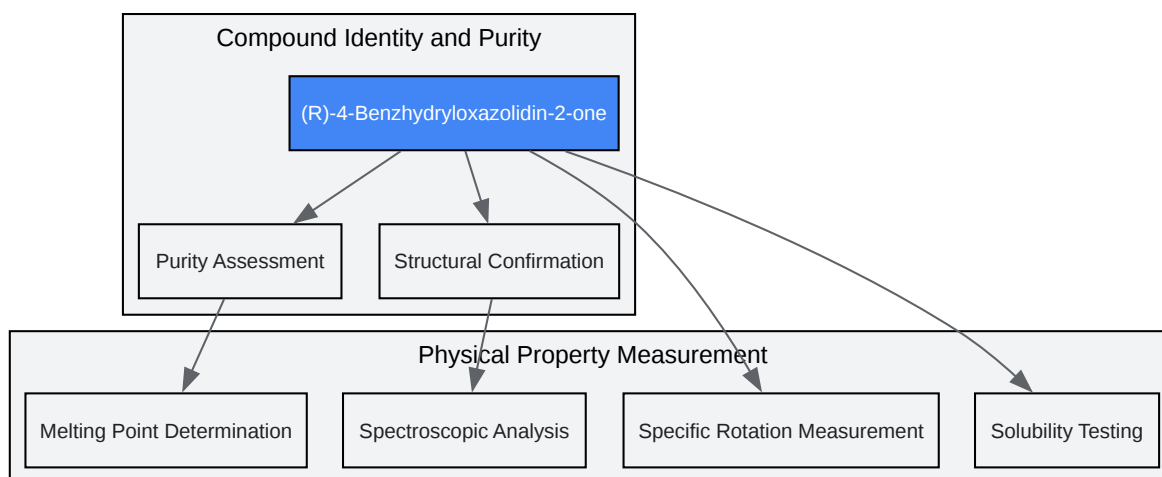 Compound Identity and Purity
(R)-4-Benzhydryloxazolidin-2-one
Purity Assessment
Structural Confirmation
Physical Property Measurement
Melting Point Determination
Spectroscopic Analysis
Specific Rotation Measurement
Solubility Testing